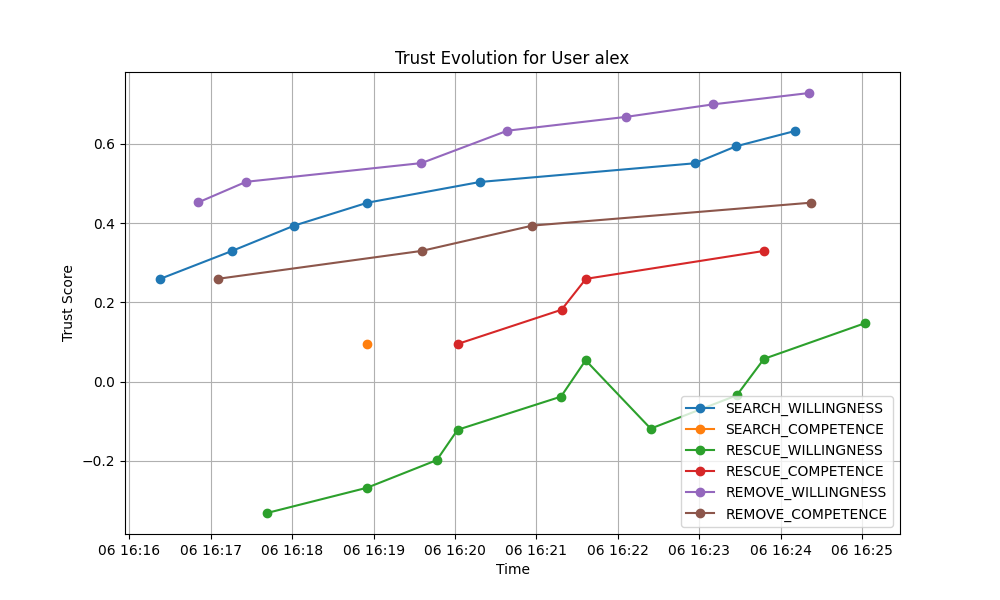 Trust Evolution for User alex
Trust Score
0.6
0.4
0.2
0.0
−0.2
SEARCH_WILLINGNESS
SEARCH_COMPETENCE
RESCUE_WILLINGNESS
RESCUE_COMPETENCE
REMOVE_WILLINGNESS
REMOVE_COMPETENCE
06 16:16 06 16:17 06 16:18 06 16:19 06 16:20 06 16:21 06 16:22 06 16:23 06 16:24 06 16:25
Time